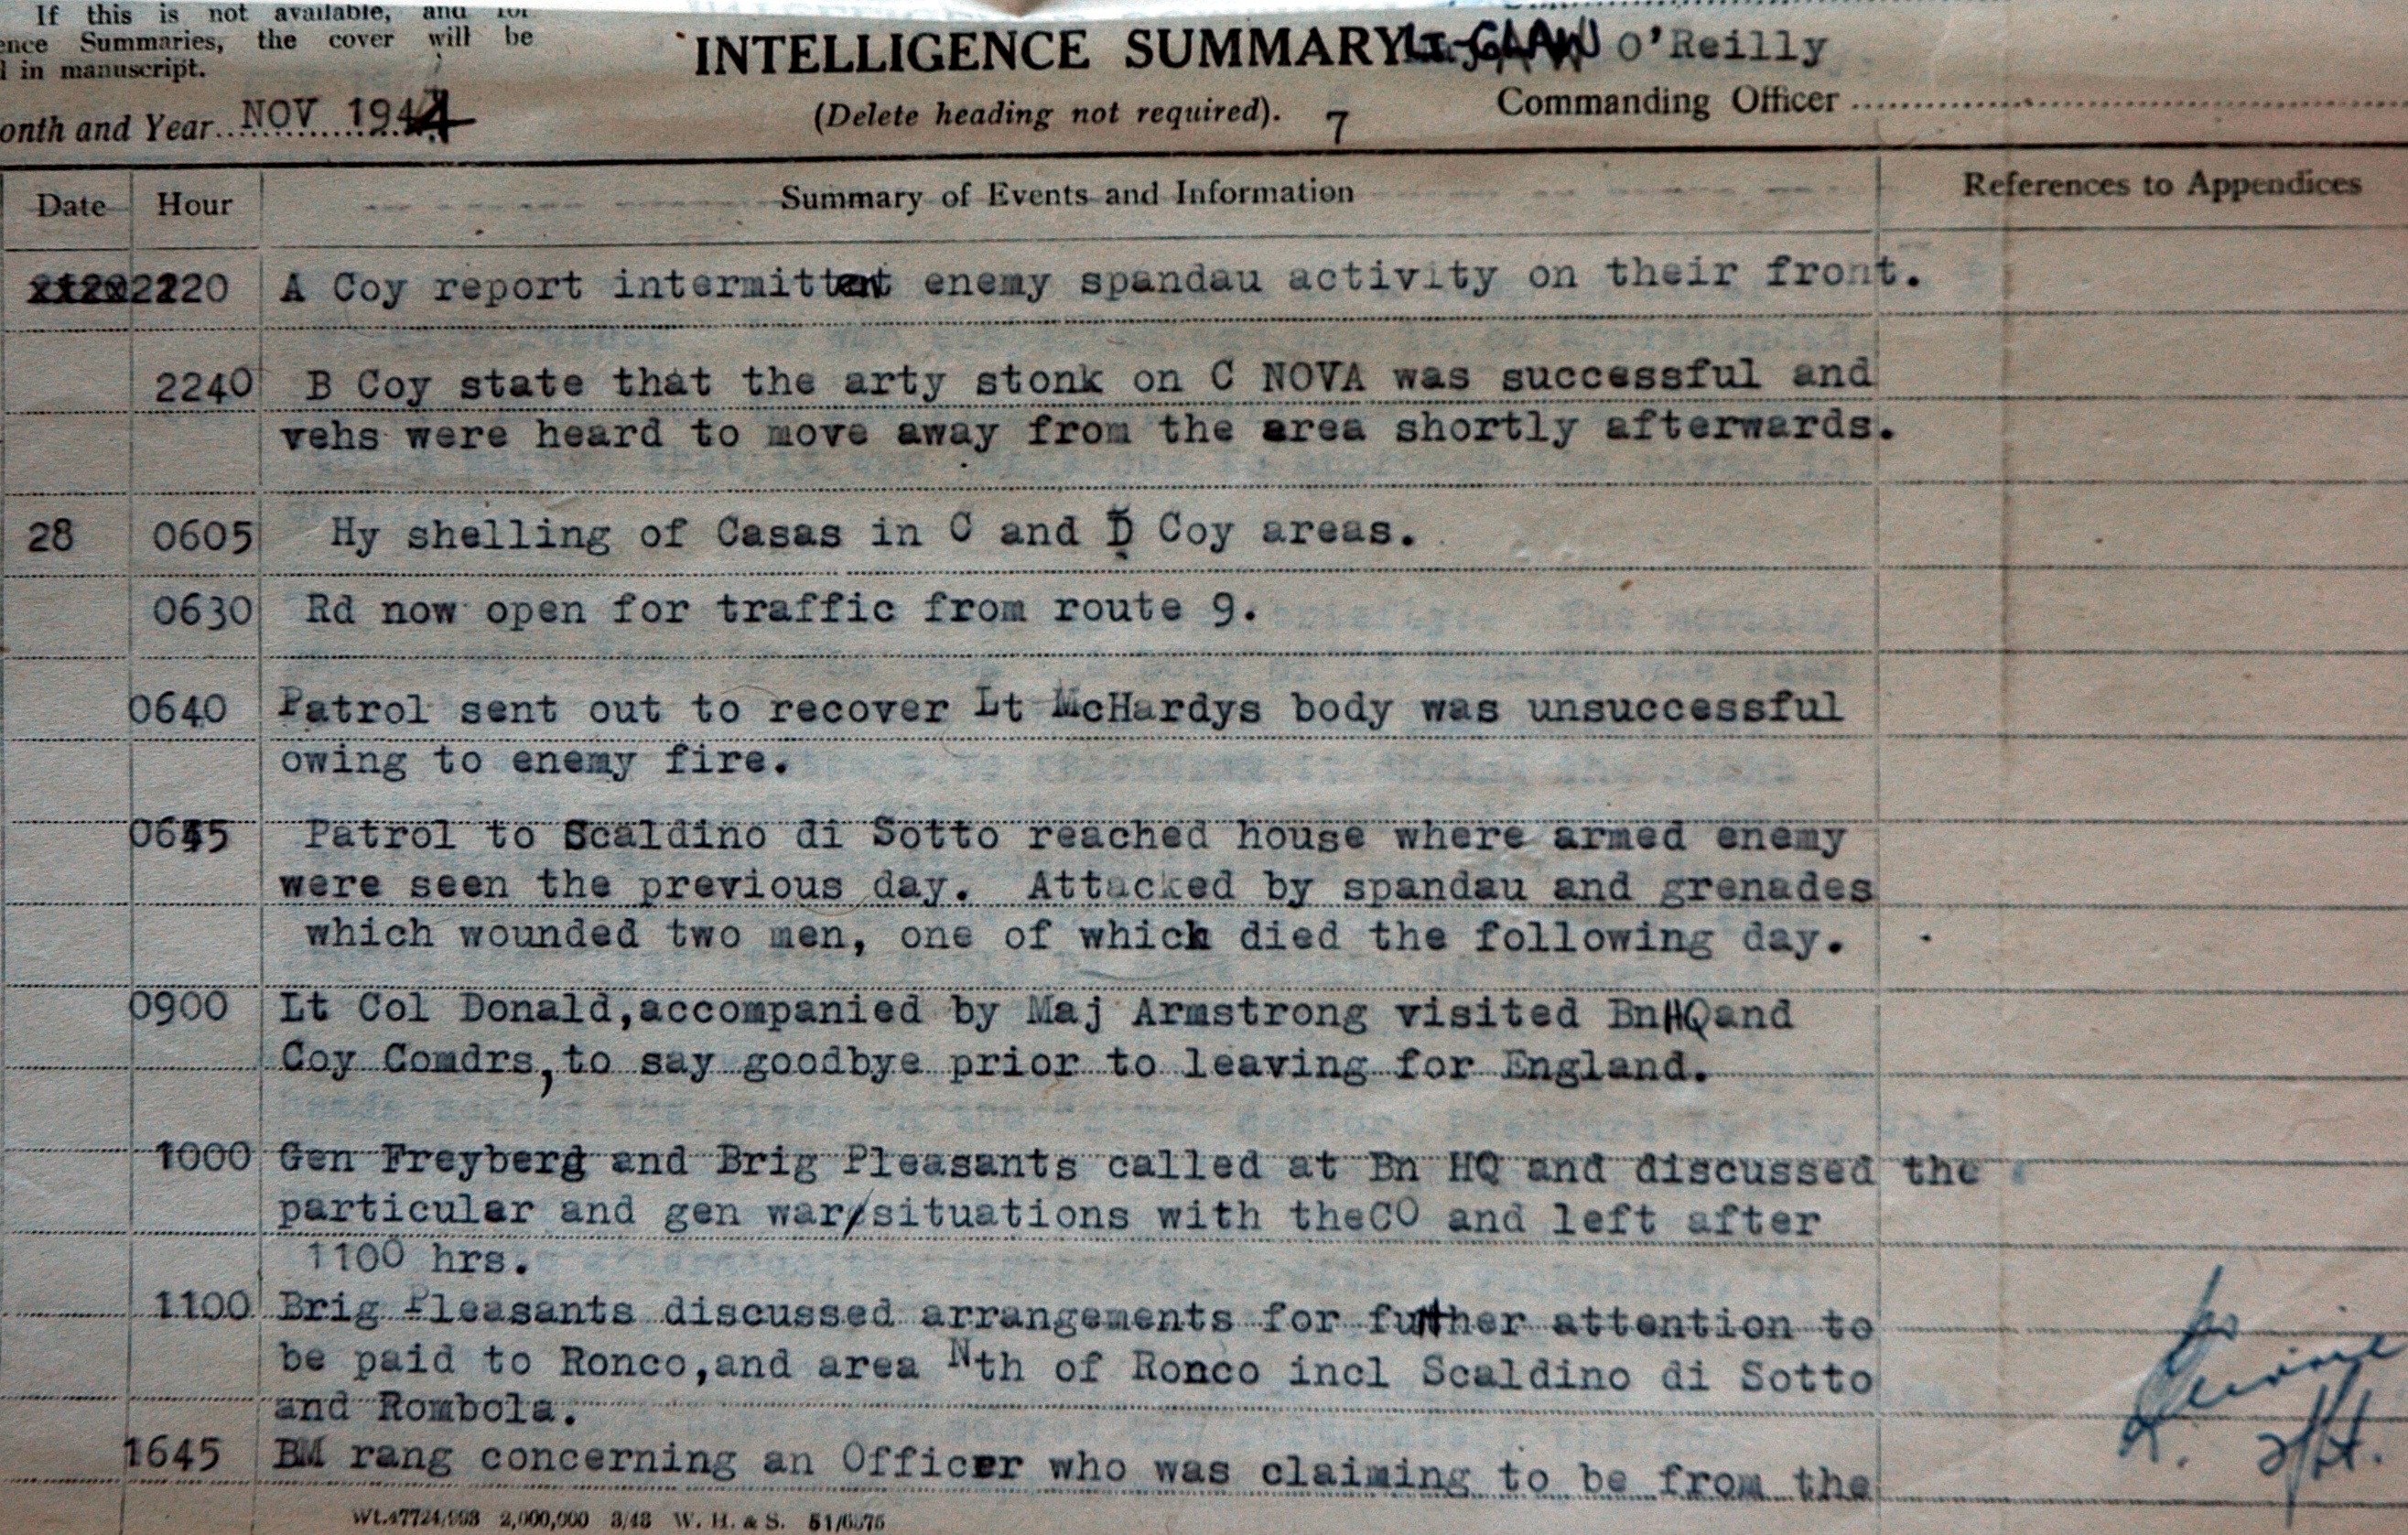 If this is not available, and for
ence Summaries, the cover will be
d in manuscript.
INTELLIGENCE SUMMARY O'Reilly
onth and Year NOV 1944
(Delete heading not required). 7
Commanding Officer
Date Hour Summary of Events and Information References to Appendices
2220 A Coy report intermittent enemy spandau activity on their front.
2240 B Coy state that the arty stonk on C NOVA was successful and
vehs were heard to move away from the area shortly afterwards.
28 0605 Hy shelling of Casas in C and D Coy areas.
0630 Rd now open for traffic from route 9.
0640 Patrol sent out to recover Lt McHardys body was unsuccessful
owing to enemy fire.
0645 Patrol to Scaldino di Sotto reached house where armed enemy
were seen the previous day. Attacked by spandau and grenades
which wounded two men, one of which died the following day.
0900 Lt Col Donald,accompanied by Maj Armstrong visited BnHQand
Coy Comdrs,to say goodbye prior to leaving for England.
1000 Gen Freyberg and Brig Pleasants called at Bn HQ and discussed the
particular and gen war/situations with theCO and left after
1100 hrs.
1100 Brig Pleasants discussed arrangements for further attention to
be paid to Ronco,and area Nth of Ronco incl Scaldino di Sotto
and Rombola.
1645 BM rang concerning an Officer who was claiming to be from the
2,000,000 3/43 W. H. & S. 51/6375